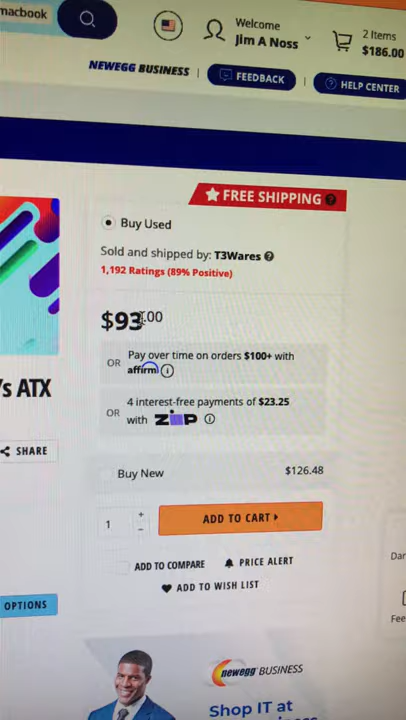 macbook
Welcome
Jim A Noss
2 Items
$186.00
NEWEGG BUSINESS
FEEDBACK
HELP CENTER
FREE SHIPPING
Buy Used
Sold and shipped by: T3Wares
1,192 Ratings (89% Positive)
$93.00
OR Pay over time on orders $100+ with
affirm
's ATX
OR 4 interest-free payments of $23.25
with ZIP
SHARE
Buy New $126.48
1 + −
ADD TO CART
ADD TO COMPARE
PRICE ALERT
ADD TO WISH LIST
OPTIONS
Dar
Fee
newegg BUSINESS
Shop IT at